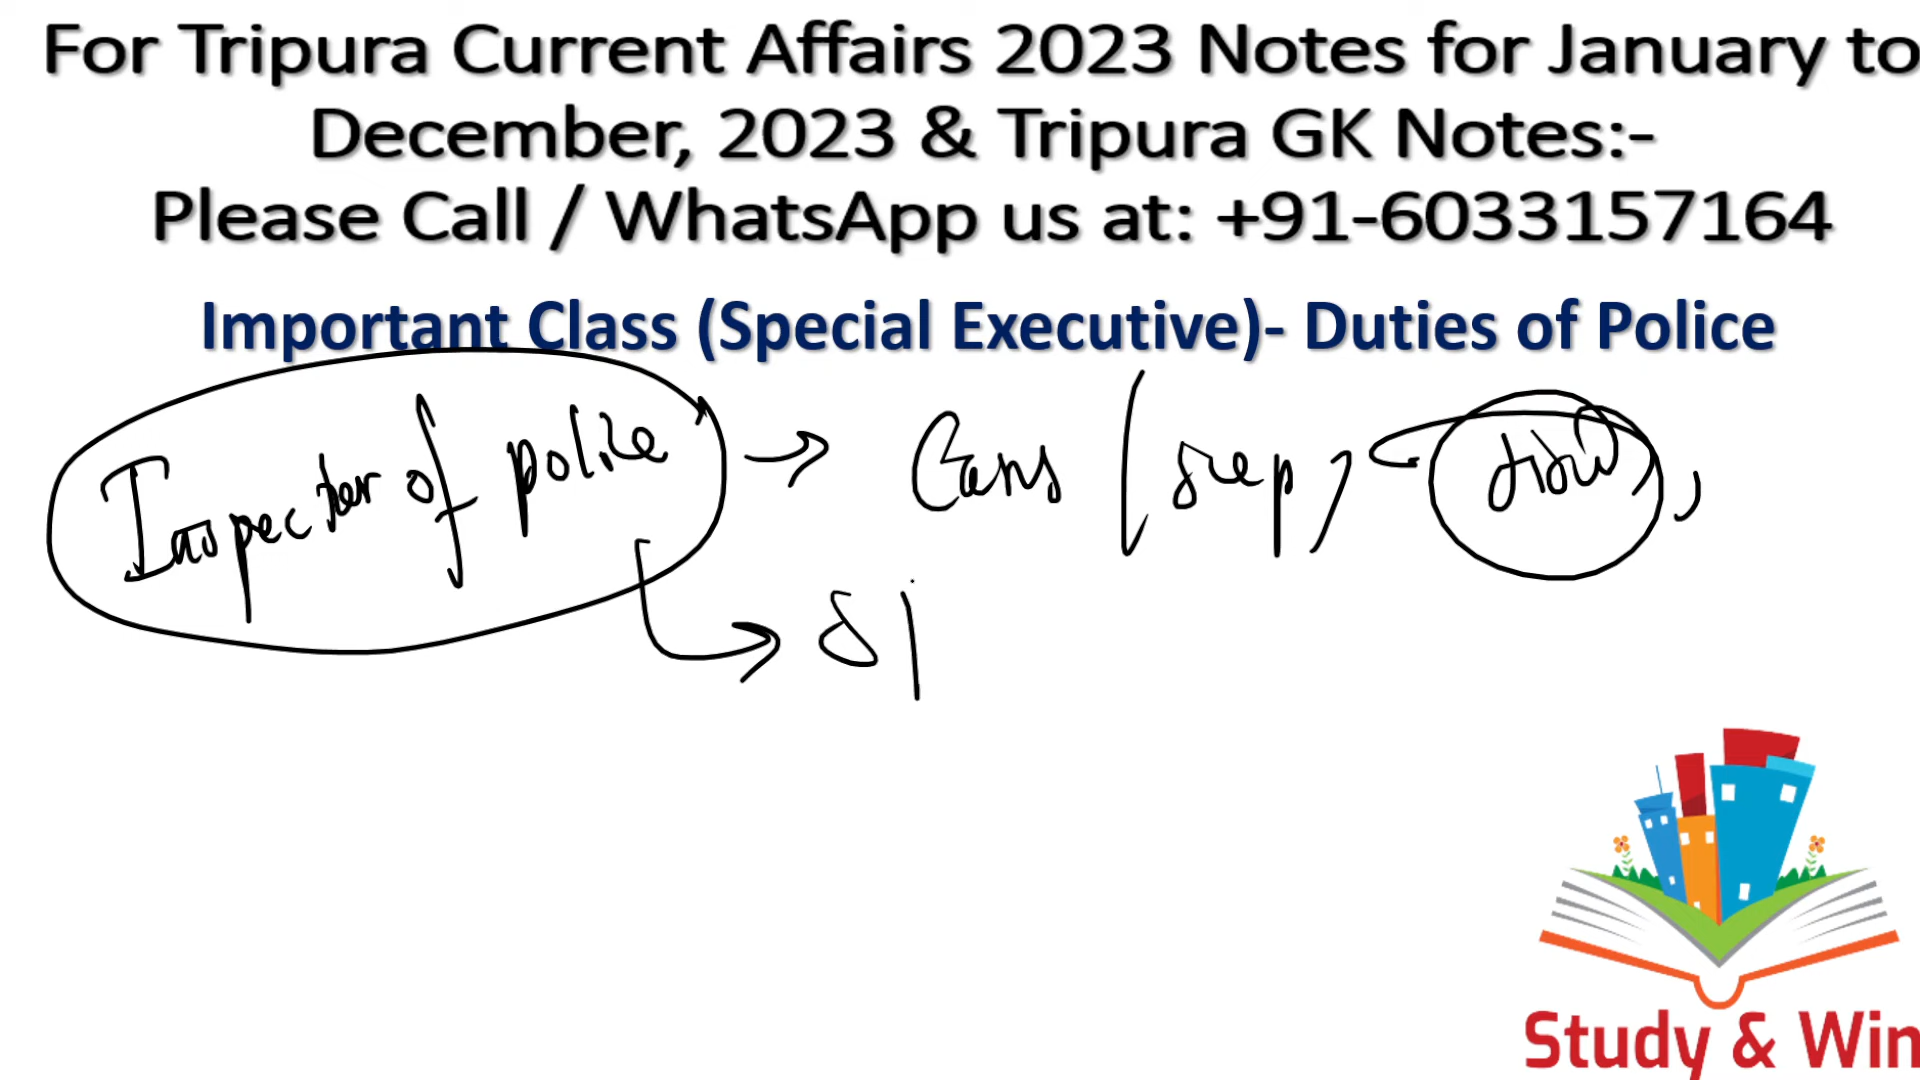 For Tripura Current Affairs 2023 Notes for January to
December, 2023 & Tripura GK Notes:-
Please Call / WhatsApp us at: +91-6033157164
Important Class (Special Executive)- Duties of Police
Inspector of police
SI
Study & Win